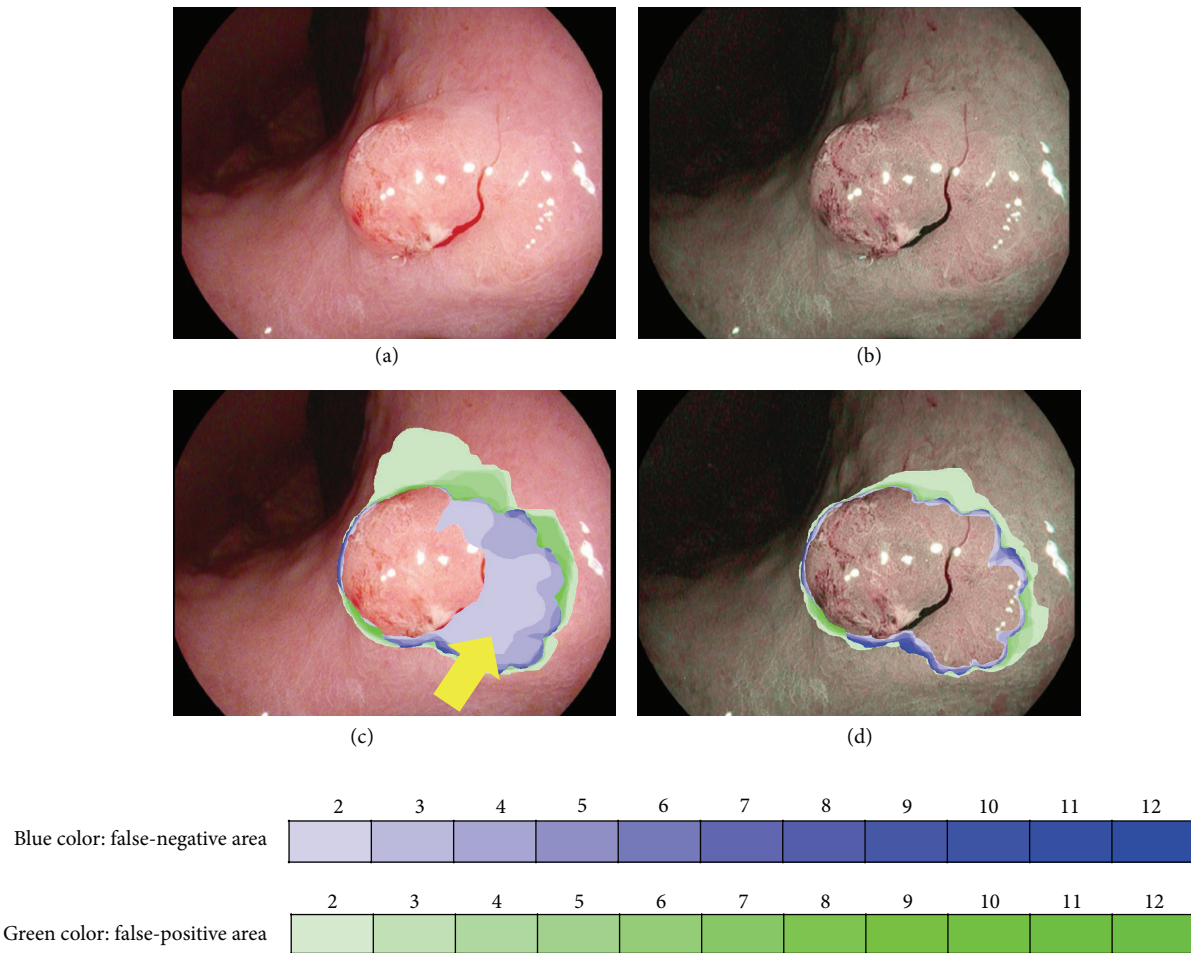 (a)
(b)
(c)
(d)
2 3 4 5 6 7 8 9 10 11 12
Blue color: false-negative area
2 3 4 5 6 7 8 9 10 11 12
Green color: false-positive area